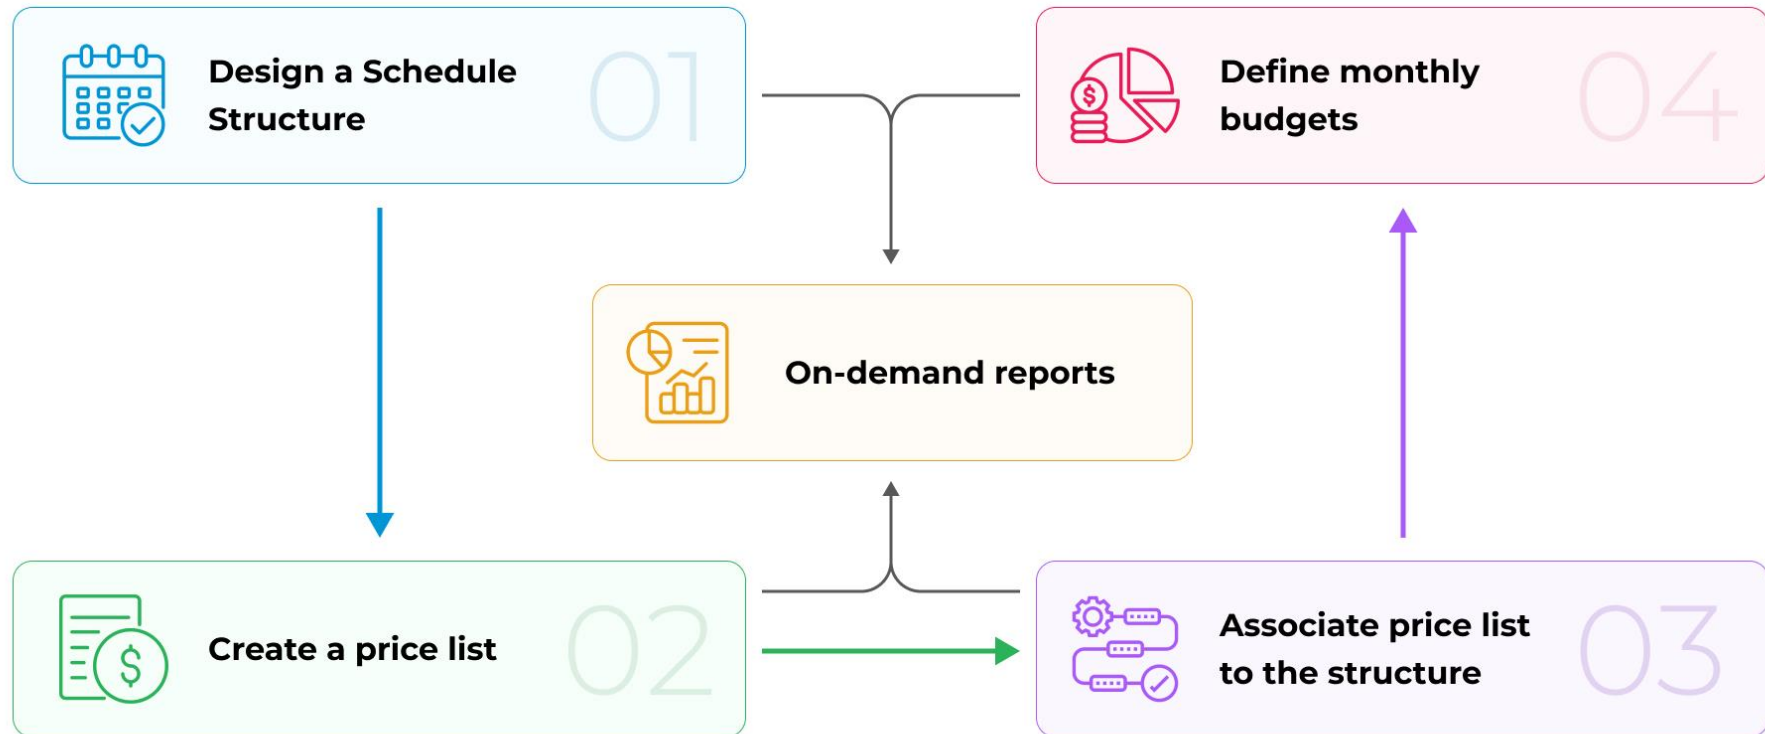 Design a Schedule
Structure
01
Define monthly
budgets
04
$
On-demand reports
Create a price list
02
$
Associate price list
to the structure
03